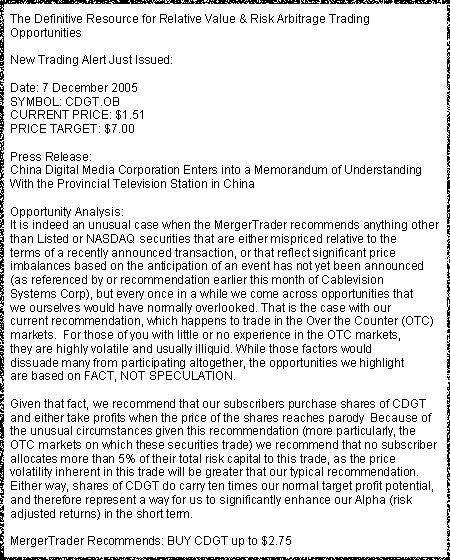 The Definitive Resource for Relative Value & Risk Arbitrage Trading
Opportunities
New Trading Alert Just Issued:
Date: 7 December 2005
SYMBOL: CDGT.OB
CURRENT PRICE: $1.51
PRICE TARGET: $7.00
Press Release:
China Digital Media Corporation Enters into a Memorandum of Understanding
With the Provincial Television Station in China
Opportunity Analysis:
It is indeed an unusual case when the MergerTrader recommends anything other
than Listed or NASDAQ securities that are either mispriced relative to the
terms of a recently announced transaction, or that reflect significant price
imbalances based on the anticipation of an event has not yet been announced
(as referenced by or recommendation earlier this month of Cablevision
Systems Corp), but every once in a while we come across opportunities that
we ourselves would have normally overlooked. That is the case with our
current recommendation, which happens to trade in the Over the Counter (OTC)
markets.  For those of you with little or no experience in the OTC markets,
they are highly volatile and usually illiquid. While those factors would
dissuade many from participating altogether, the opportunities we highlight
are based on FACT, NOT SPECULATION.
Given that fact, we recommend that our subscribers purchase shares of CDGT
and either take profits when the price of the shares reaches parody  Because of
the unusual circumstances given this recommendation (more particularly, the
OTC markets on which these securities trade) we recommend that no subscriber
allocates more than 5% of their total risk capital to this trade, as the price
volatility inherent in this trade will be greater that our typical recommendation.
Either way, shares of CDGT do carry ten times our normal target profit potential,
and therefore represent a way for us to significantly enhance our Alpha (risk
adjusted returns) in the short term.
MergerTrader Recommends: BUY CDGT up to $2.75